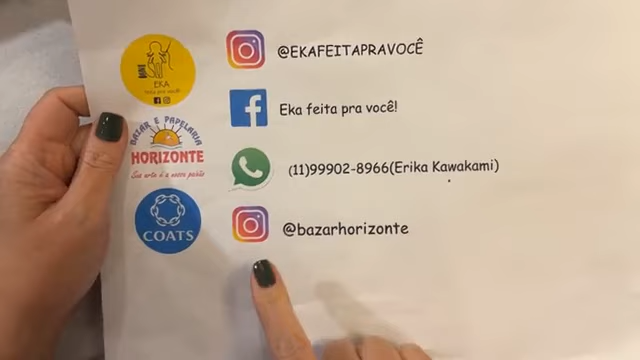 @EKAFEITAPRAVOCÊ
EKA
feita pra você!
Eka feita pra você!
BAZAR E PAPELARIA
HORIZONTE
Sua arte é a nossa paixão
(11)99902-8966(Erika Kawakami)
COATS
@bazarhorizonte